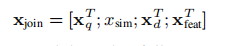 𝐱_join = [𝐱_q^T; x_sim; 𝐱_d^T; 𝐱_feat^T]